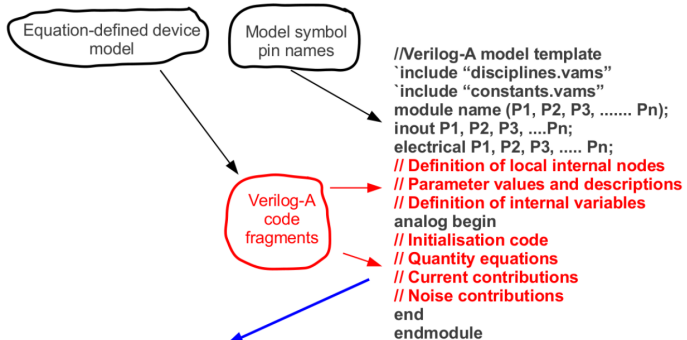 Equation-defined device
model
Model symbol
pin names
//Verilog-A model template
`include “disciplines.vams”
`include “constants.vams”
module name (P1, P2, P3, ....... Pn);
inout P1, P2, P3, ....Pn;
electrical P1, P2, P3, ..... Pn;
// Definition of local internal nodes
// Parameter values and descriptions
// Definition of internal variables
analog begin
// Initialisation code
// Quantity equations
// Current contributions
// Noise contributions
end
endmodule
Verilog-A
code
fragments